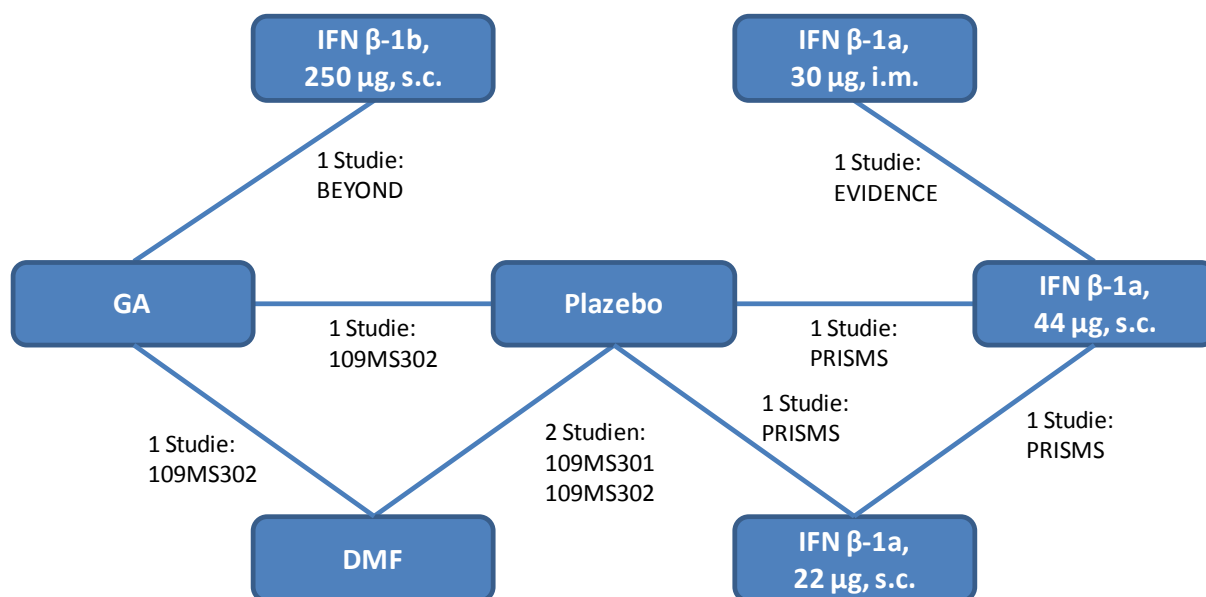 IFN β-1b,
250 µg, s.c.
IFN β-1a,
30 µg, i.m.
1 Studie:
BEYOND
1 Studie:
EVIDENCE
GA
Plazebo
IFN β-1a,
44 µg, s.c.
1 Studie:
109MS302
1 Studie:
PRISMS
1 Studie:
109MS302
2 Studien:
109MS301
109MS302
1 Studie:
PRISMS
1 Studie:
PRISMS
DMF
IFN β-1a,
22 µg, s.c.